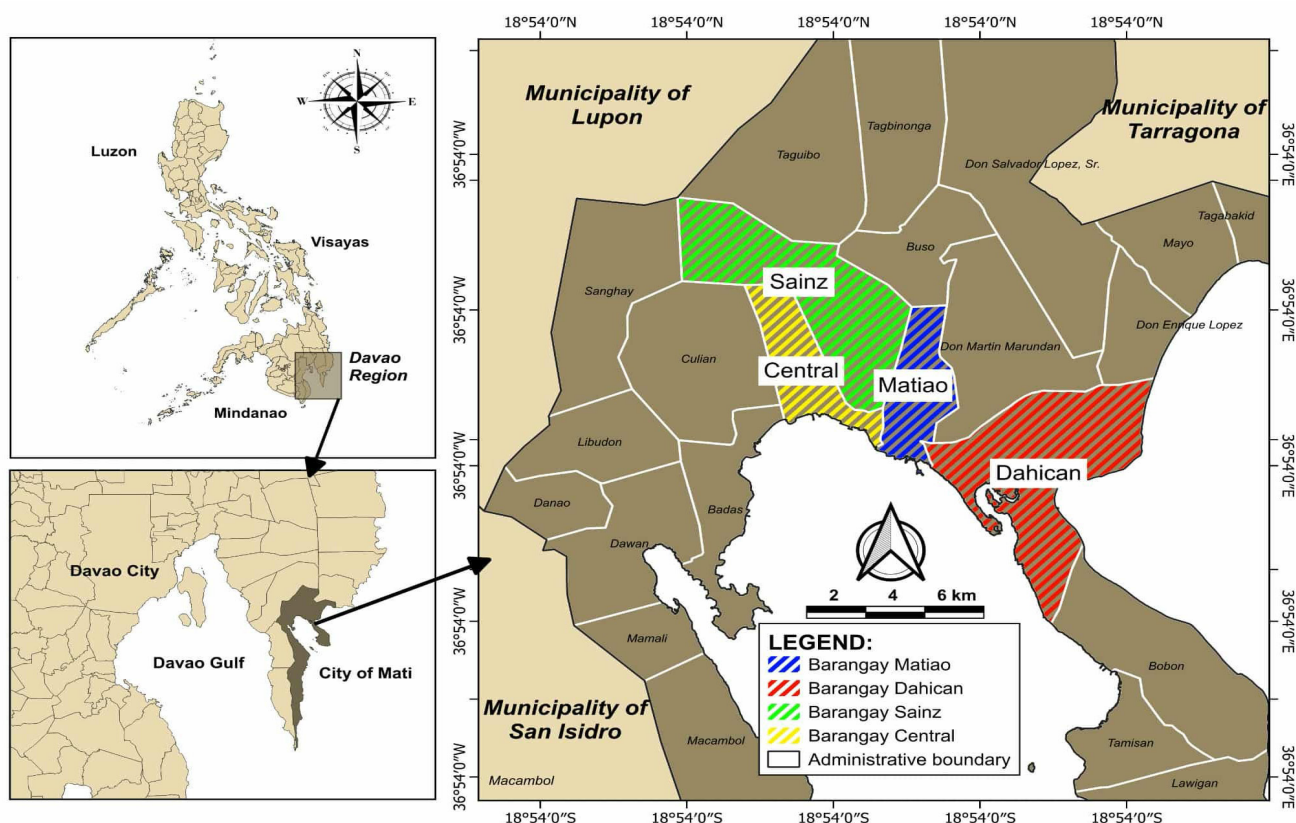 N
W
E
S
Luzon
Visayas
Davao
Region
Mindanao
Davao City
Davao Gulf
City of Mati
18°54'0"N
18°54'0"N
18°54'0"N
18°54'0"N
18°54'0"N
36°54'0"W
36°54'0"W
36°54'0"W
36°54'0"W
36°54'0"W
36°54'0"E
36°54'0"E
36°54'0"E
36°54'0"E
36°54'0"E
Municipality of
Lupon
Municipality of
Tarragona
Tagbinonga
Taguibo
Don Salvador Lopez, Sr.
Tagabakid
Mayo
Buso
Sainz
Sanghay
Don Enrique Lopez
Don Martin Marundan
Culian
Central
Matiao
Libudon
Dahican
Danao
Badas
Dawan
2
4
6 km
Mamali
Bobon
LEGEND:
Barangay Matiao
Barangay Dahican
Barangay Sainz
Barangay Central
Administrative boundary
Municipality of
San Isidro
Macambol
Macambol
Tamisan
Lawigan
18°54'0"S
18°54'0"S
18°54'0"S
18°54'0"S
18°54'0"S